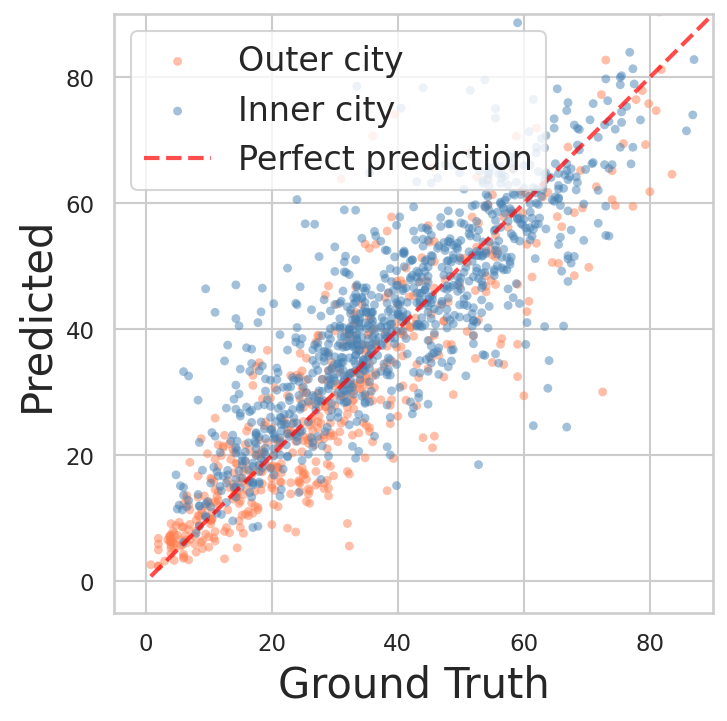 Outer city
Inner city
Perfect prediction
Predicted
80
60
40
20
0
0 20 40 60 80
Ground Truth